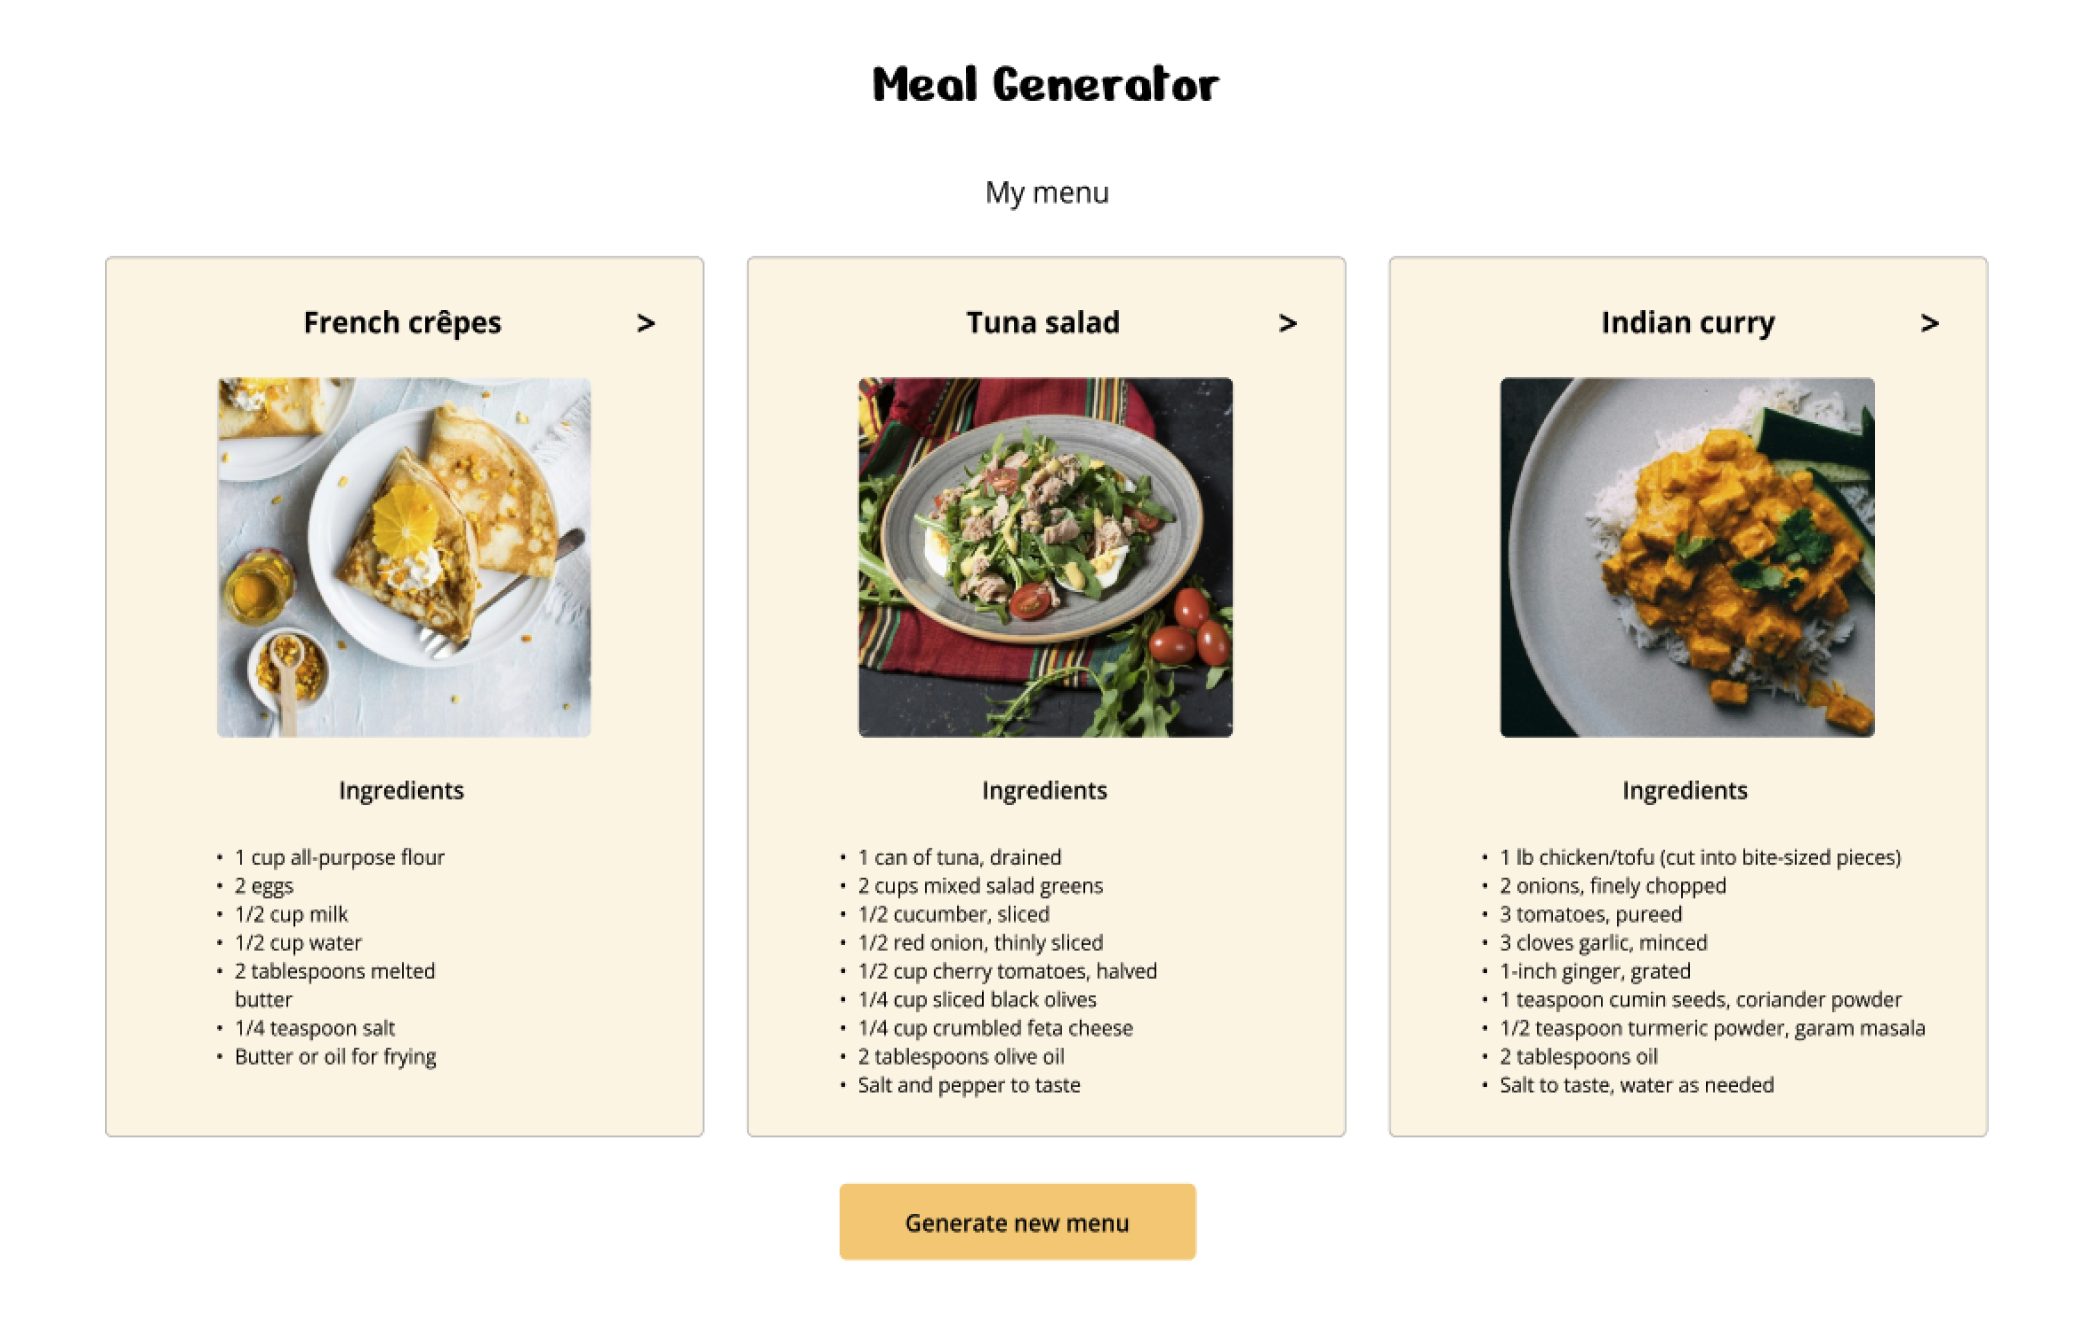 Meal Generator
My menu
French crêpes >
Ingredients
• 1 cup all-purpose flour
• 2 eggs
• 1/2 cup milk
• 1/2 cup water
• 2 tablespoons melted
butter
• 1/4 teaspoon salt
• Butter or oil for frying
Tuna salad >
Ingredients
• 1 can of tuna, drained
• 2 cups mixed salad greens
• 1/2 cucumber, sliced
• 1/2 red onion, thinly sliced
• 1/2 cup cherry tomatoes, halved
• 1/4 cup sliced black olives
• 1/4 cup crumbled feta cheese
• 2 tablespoons olive oil
• Salt and pepper to taste
Indian curry >
Ingredients
• 1 lb chicken/tofu (cut into bite-sized pieces)
• 2 onions, finely chopped
• 3 tomatoes, pureed
• 3 cloves garlic, minced
• 1-inch ginger, grated
• 1 teaspoon cumin seeds, coriander powder
• 1/2 teaspoon turmeric powder, garam masala
• 2 tablespoons oil
• Salt to taste, water as needed
Generate new menu